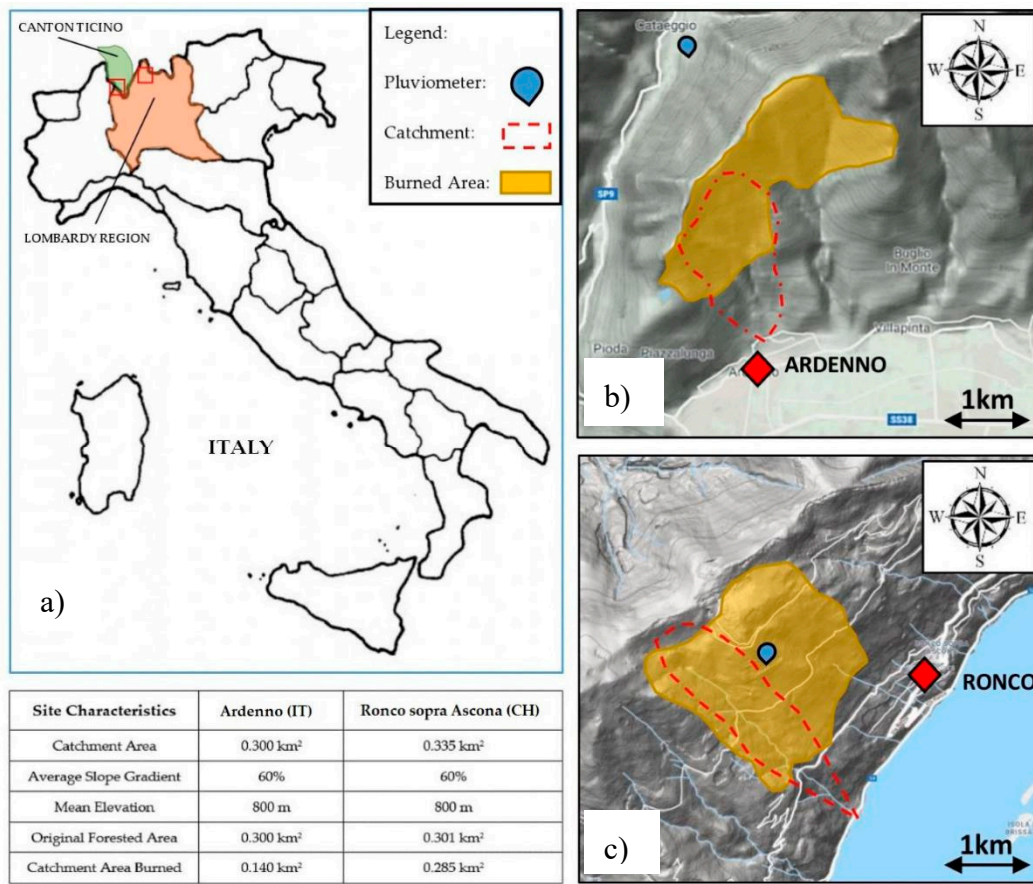 CANTON TICINO
LOMBARDY REGION
ITALY
a)
Legend:
Pluviometer:
Catchment:
Burned Area:
Cataeggio
SP9
Buglio
In Monte
Villapinta
Pioda
Piazzalunga
ARDENNO
SS38
b)
1km
N
W E
S
RONCO
ISOLA
c)
1km
N
W E
S
Site Characteristics Ardenno (IT) Ronco sopra Ascona (CH)
Catchment Area 0.300 km² 0.335 km²
Average Slope Gradient 60% 60%
Mean Elevation 800 m 800 m
Original Forested Area 0.300 km² 0.301 km²
Catchment Area Burned 0.140 km² 0.285 km²